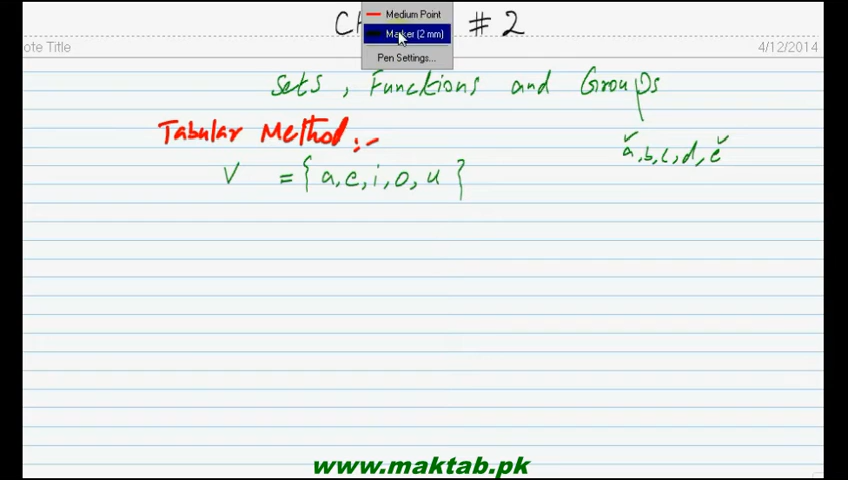 Medium Point
# 2
Marker (2 mm)
ote Title
4/12/2014
Pen Settings...
Sets, Functions and Groups
Tabular Method:-
a,b,c,d,e
V = { a, e, i, o, u }
www.maktab.pk